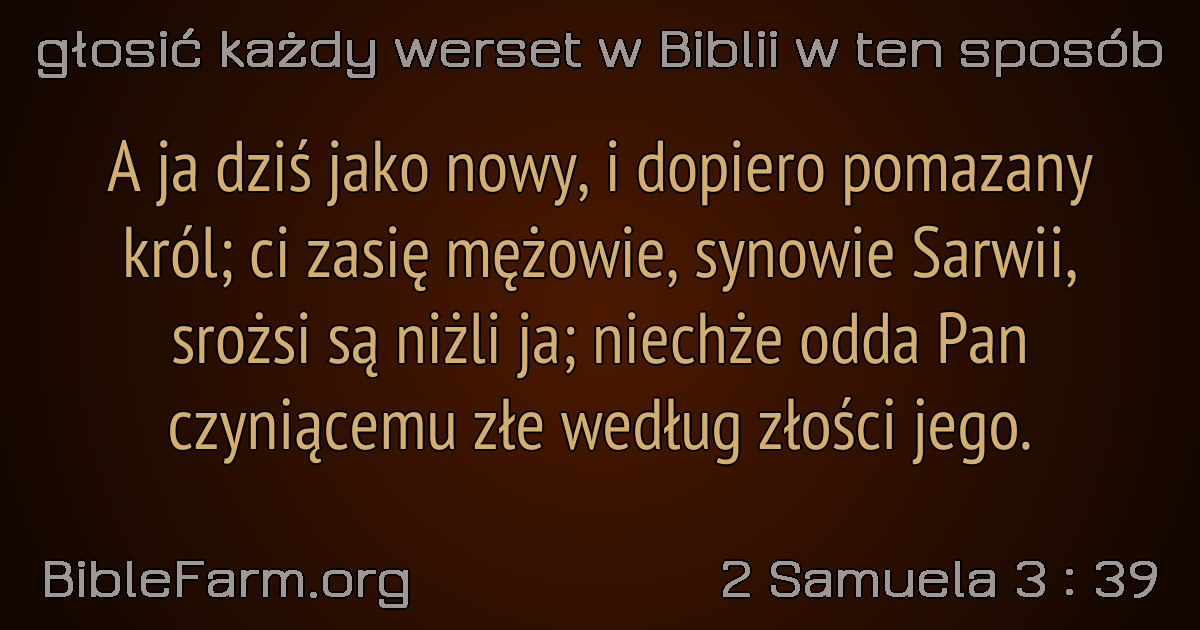 głosić każdy werset w Biblii w ten sposób
A ja dziś jako nowy, i dopiero pomazany
król; ci zasię mężowie, synowie Sarwii,
srożsi są niżli ja; niechże odda Pan
czyniącemu złe według złości jego.
BibleFarm.org
2 Samuela 3 : 39